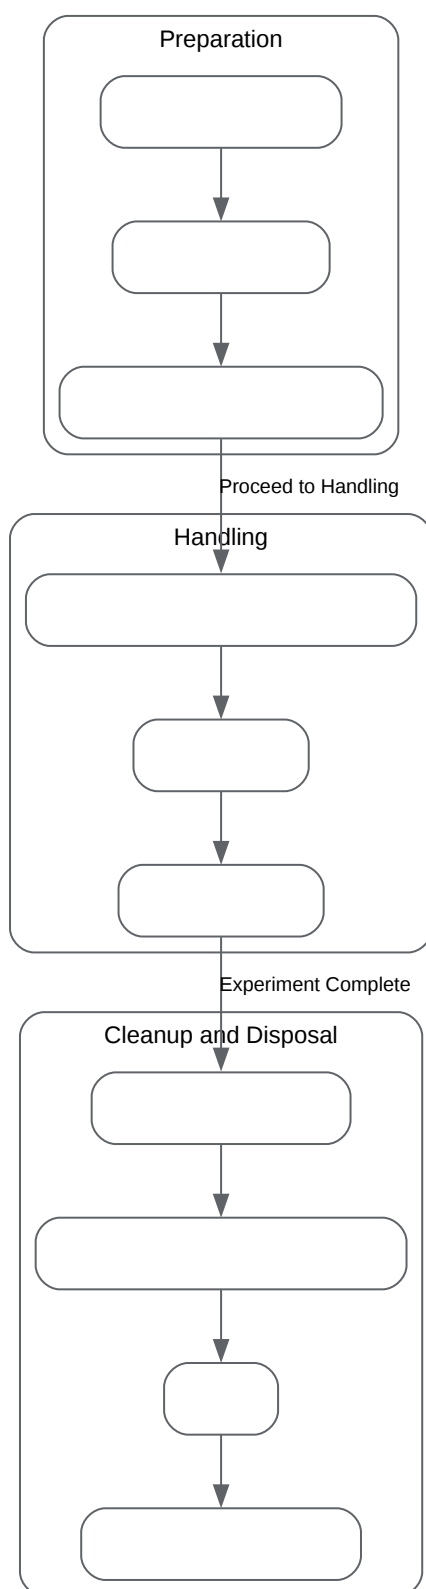 Preparation
Proceed to Handling
Handling
Experiment Complete
Cleanup and Disposal